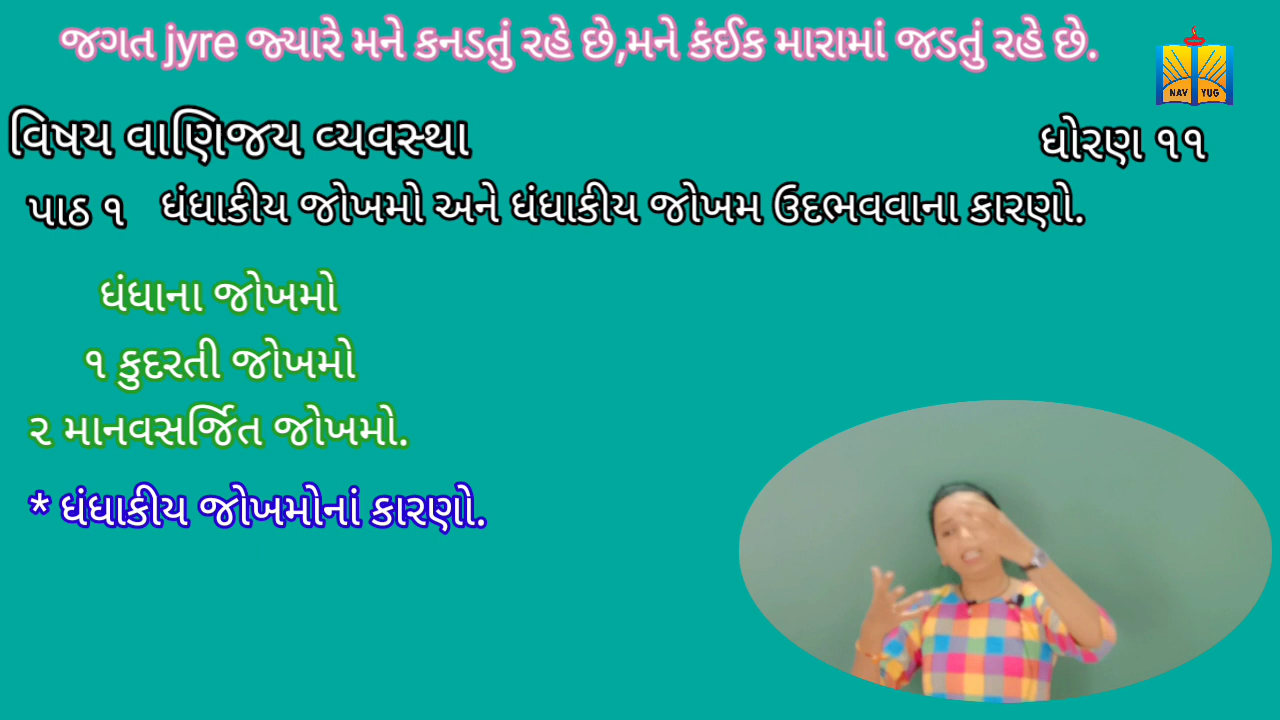 જગત jyre જ્યારે મને કનડતું રહે છે,મને કંઈક મારામાં જડતું રહે છે.
NAV YUG
વિષય વાણિજ્ય વ્યવસ્થા
ધોરણ ૧૧
પાઠ ૧ ધંધાકીય જોખમો અને ધંધાકીય જોખમ ઉદભવવાના કારણો.
ધંધાના જોખમો
૧ કુદરતી જોખમો
૨ માનવસર્જિત જોખમો.
* ધંધાકીય જોખમોનાં કારણો.